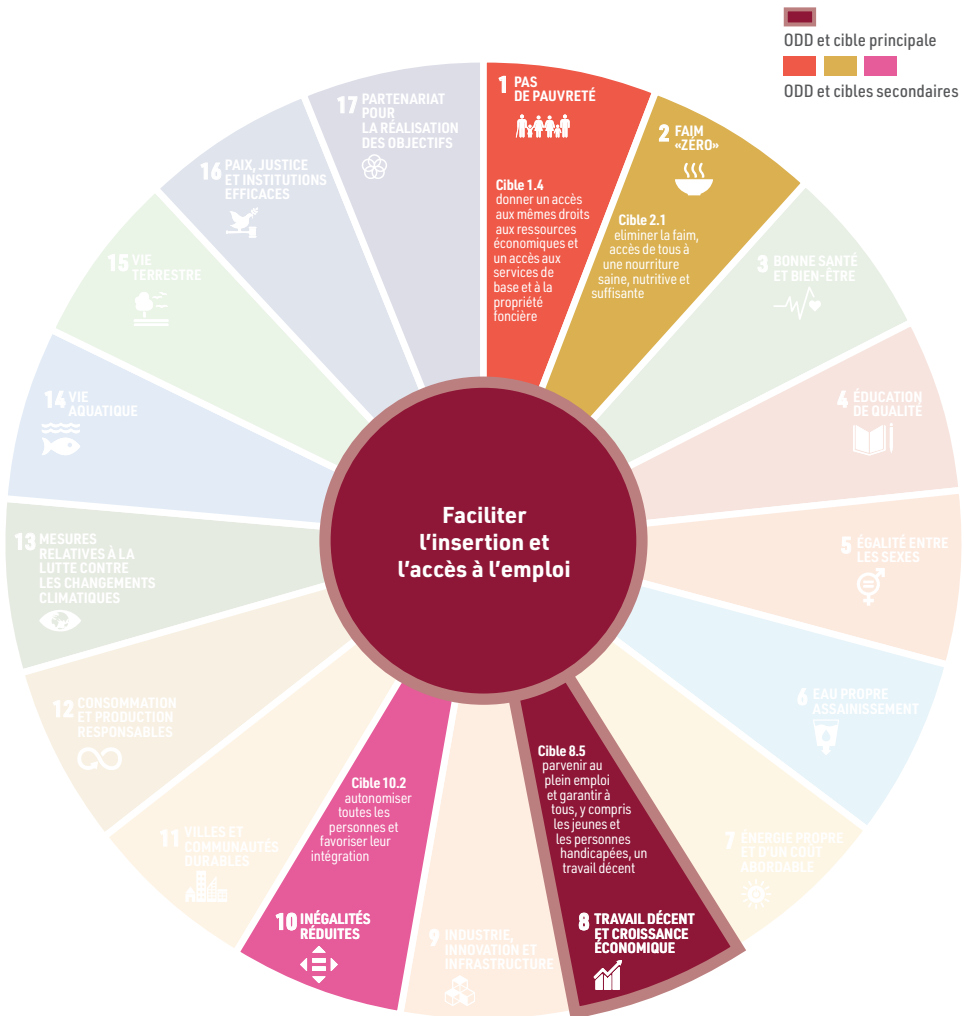 ODD et cible principale
ODD et cibles secondaires
1 PAS
DE PAUVRETÉ
Cible 1.4
donner un accès
aux mêmes droits
aux ressources
économiques et
un accès aux
services de
base et à la
propriété
foncière
2 FAIM
«ZÉRO»
Cible 2.1
eliminer la faim,
accès de tous à
une nourriture
saine, nutritive et
suffisante
3 BONNE SANTÉ
ET BIEN-ÊTRE
4 ÉDUCATION
DE QUALITÉ
5 ÉGALITÉ ENTRE
LES SEXES
6 EAU PROPRE
ASSAINISSEMENT
7 ÉNERGIE PROPRE
ET D'UN COÛT
ABORDABLE
Cible 8.5
parvenir au
plein emploi
et garantir à
tous, y compris
les jeunes et
les personnes
handicapées, un
travail décent
8 TRAVAIL DÉCENT
ET CROISSANCE
ÉCONOMIQUE
9 INDUSTRIE,
INNOVATION ET
INFRASTRUCTURE
Cible 10.2
autonomiser
toutes les
personnes et
favoriser leur
intégration
10 INÉGALITÉS
RÉDUITES
11 VILLES ET
COMMUNAUTÉS
DURABLES
12 CONSOMMATION
ET PRODUCTION
RESPONSABLES
13 MESURES
RELATIVES À LA
LUTTE CONTRE
LES CHANGEMENTS
CLIMATIQUES
14 VIE
AQUATIQUE
15 VIE
TERRESTRE
16 PAIX, JUSTICE
ET INSTITUTIONS
EFFICACES
17 PARTENARIAT
POUR
LA RÉALISATION
DES OBJECTIFS
Faciliter
l'insertion et
l'accès à l'emploi